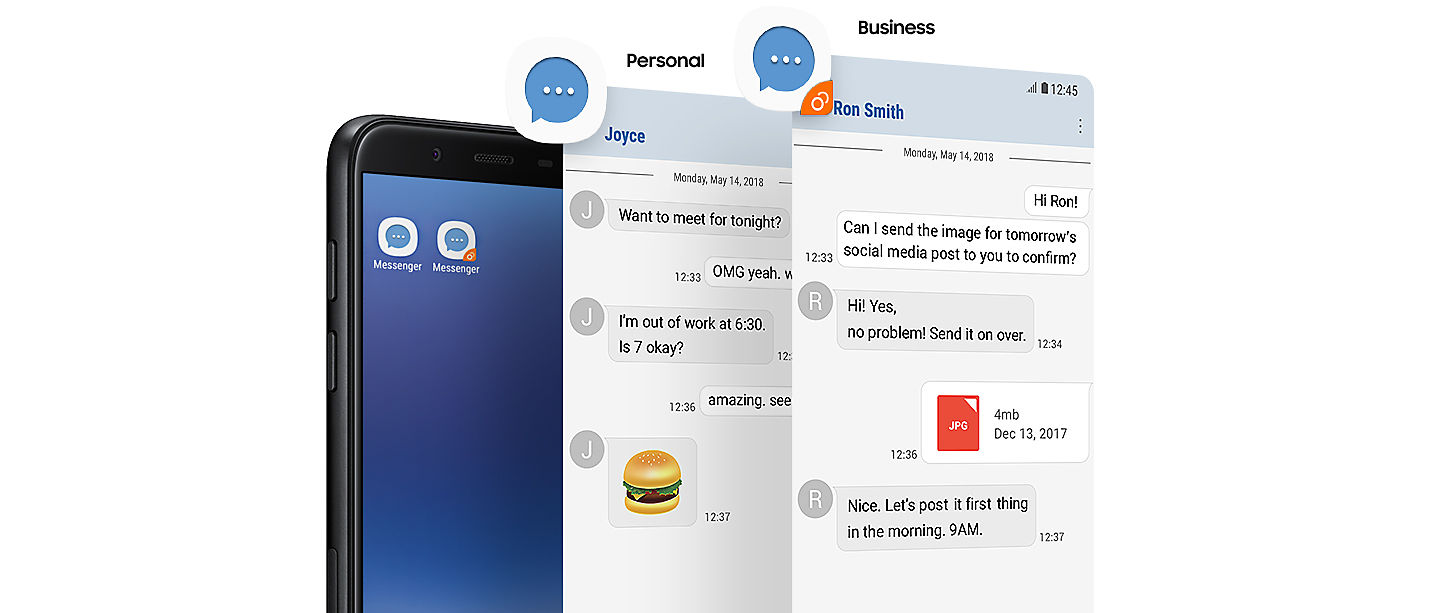 Personal
Business
Messenger
Messenger
Joyce
Monday, May 14, 2018
J
Want to meet for tonight?
12:33
OMG yeah.
J
I'm out of work at 6:30.
Is 7 okay?
12:36
amazing. see
J
12:37
12:45
Ron Smith
Monday, May 14, 2018
Hi Ron!
Can I send the image for tomorrow's
social media post to you to confirm?
12:33
R
Hi! Yes,
no problem! Send it on over.
12:34
JPG
4mb
Dec 13, 2017
12:36
R
Nice. Let's post it first thing
in the morning. 9AM.
12:37